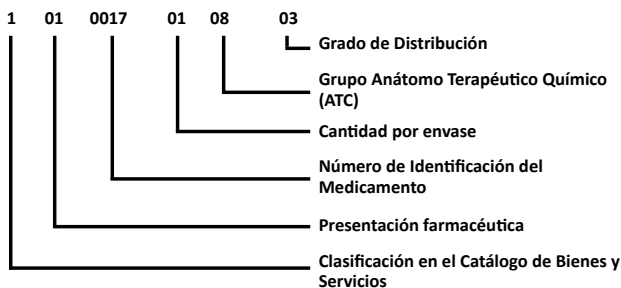 1 01 0017 01 08 03
Grado de Distribución
Grupo Anátomo Terapéutico Químico
(ATC)
Cantidad por envase
Número de Identificación del
Medicamento
Presentación farmacéutica
Clasificación en el Catálogo de Bienes y
Servicios